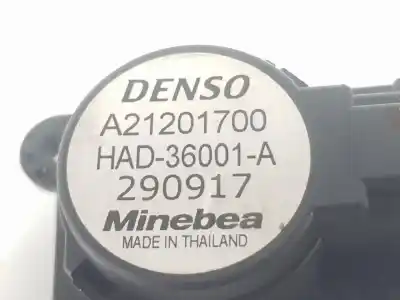 DENSO
A21201700
HAD-36001-A
290917
Minebea
MADE IN THAILAND